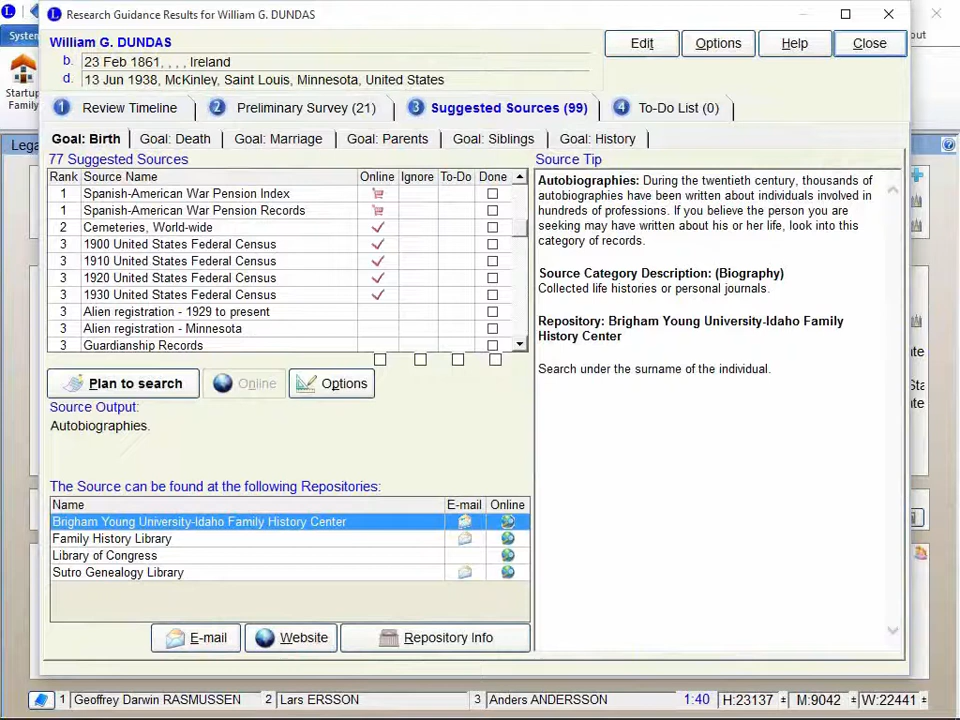 Research Guidance Results for William G. DUNDAS
System
Startup
Family
Lega
out
William G. DUNDAS
b. 23 Feb 1861, , , , Ireland
d. 13 Jun 1938, McKinley, Saint Louis, Minnesota, United States
Edit Options Help Close
1 Review Timeline 2 Preliminary Survey (21) 3 Suggested Sources (99) 4 To-Do List (0)
Goal: Birth Goal: Death Goal: Marriage Goal: Parents Goal: Siblings Goal: History
77 Suggested Sources
Rank Source Name Online Ignore To-Do Done
1 Spanish-American War Pension Index
1 Spanish-American War Pension Records
2 Cemeteries, World-wide
3 1900 United States Federal Census
3 1910 United States Federal Census
3 1920 United States Federal Census
3 1930 United States Federal Census
3 Alien registration - 1929 to present
3 Alien registration - Minnesota
3 Guardianship Records
Plan to search Online Options
Source Output:
Autobiographies.
The Source can be found at the following Repositories:
Name E-mail Online
Brigham Young University-Idaho Family History Center
Family History Library
Library of Congress
Sutro Genealogy Library
E-mail Website Repository Info
Source Tip
Autobiographies: During the twentieth century, thousands of
autobiographies have been written about individuals involved in
hundreds of professions. If you believe the person you are
seeking may have written about his or her life, look into this
category of records.
Source Category Description: (Biography)
Collected life histories or personal journals.
Repository: Brigham Young University-Idaho Family
History Center
Search under the surname of the individual.
1 Geoffrey Darwin RASMUSSEN 2 Lars ERSSON 3 Anders ANDERSSON 1:40 H:23137 M:9042 W:22441